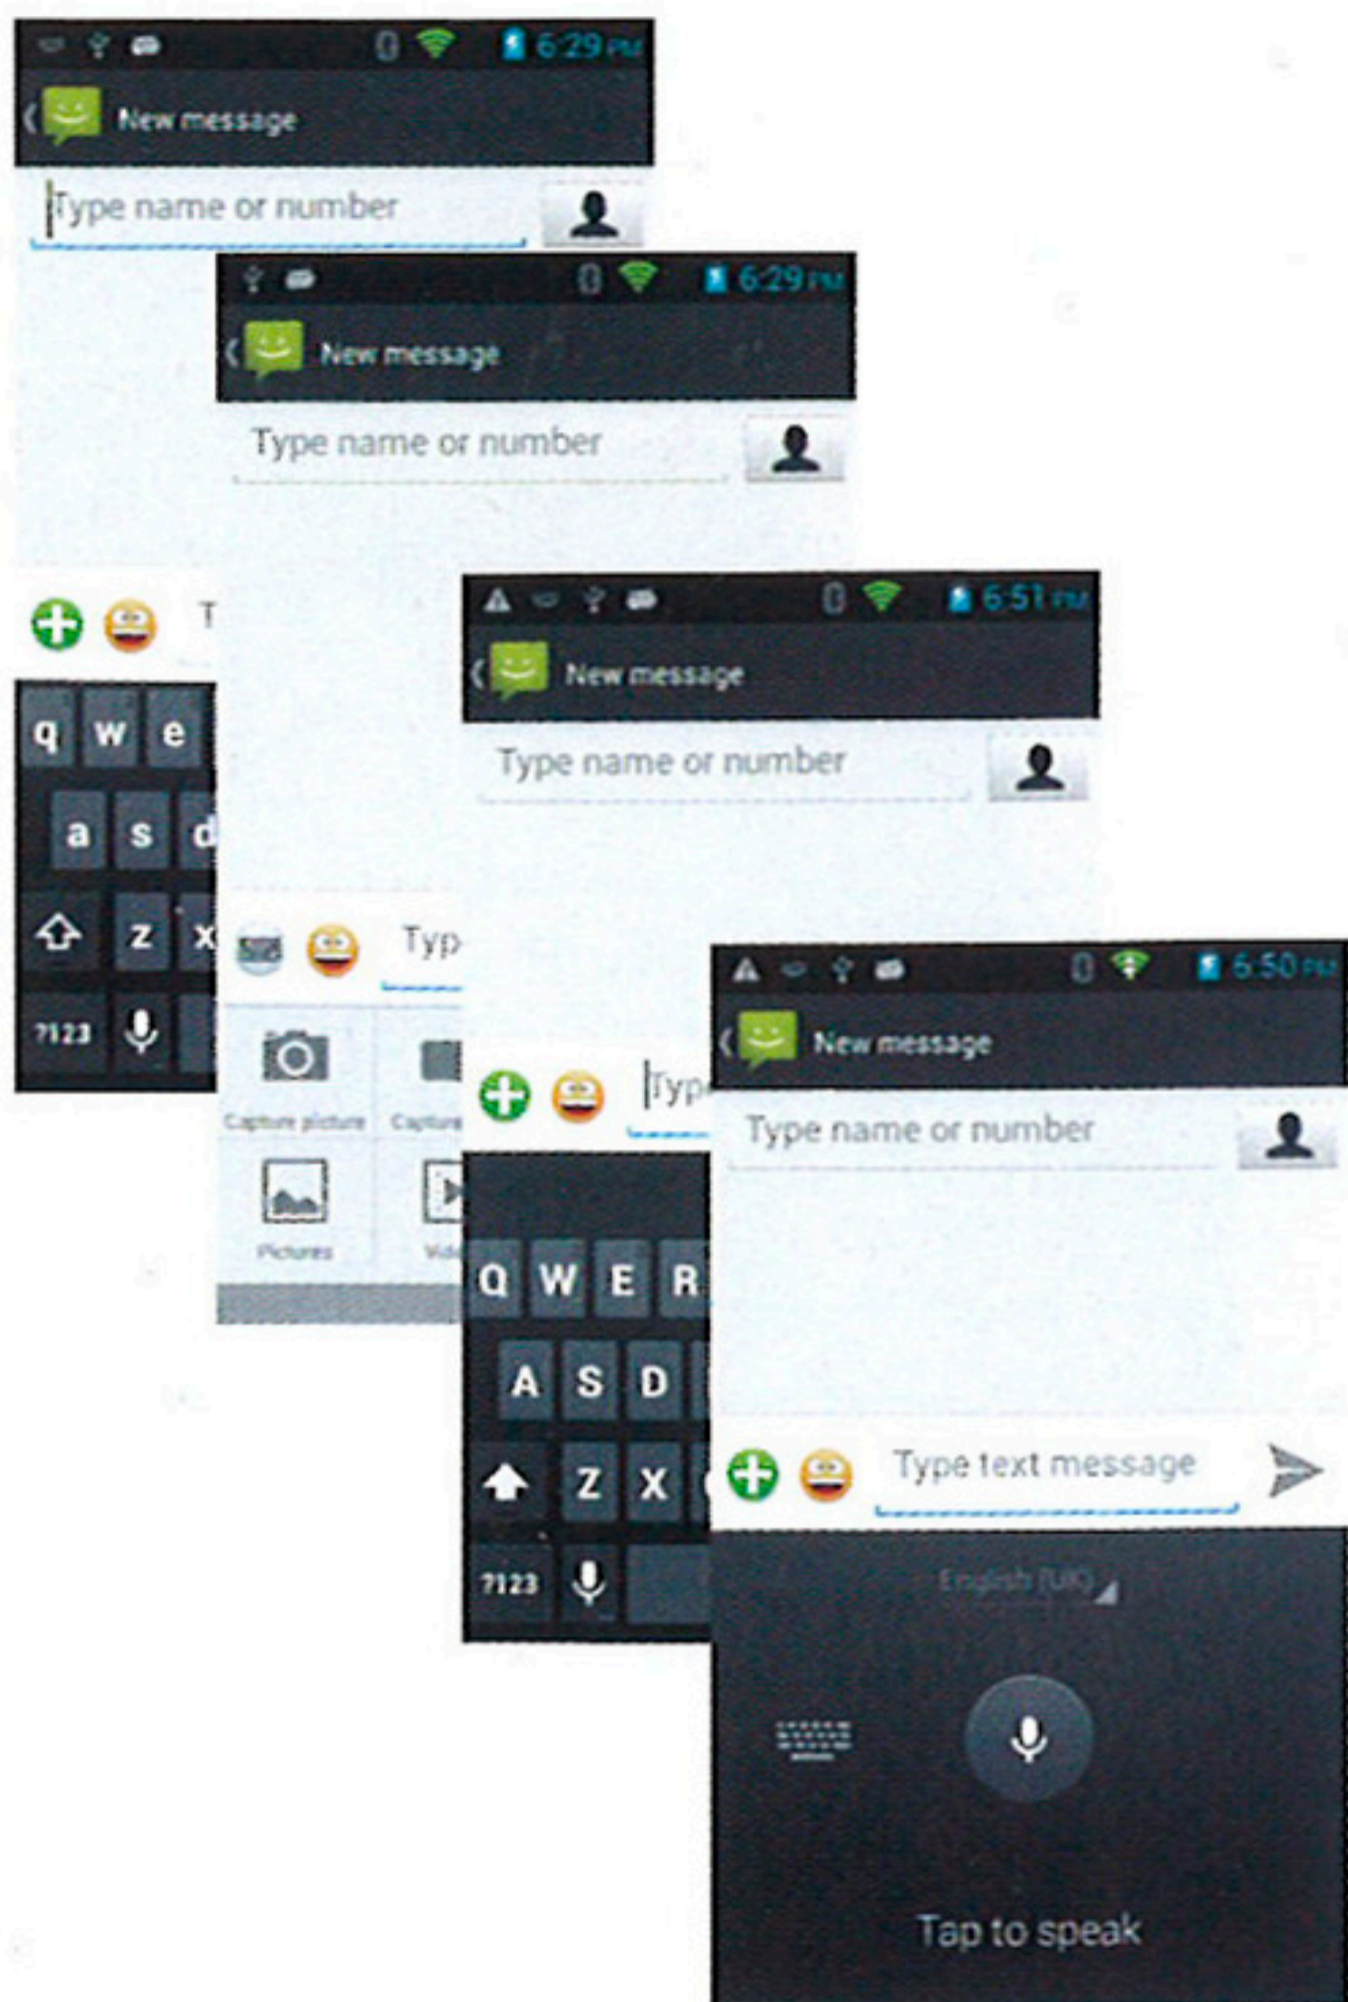 6:29 PM
New message
Type name or number
6:29 PM
New message
Type name or number
T
6:51 PM
New message
q w e
Type name or number
a s d
z x
Typ
6:50 PM
New message
?123
Capture picture Capture
Type name or number
Typ
Pictures Vide
Q W E R
A S D
Z X
Type text message
?123
English (UK)
Tap to speak